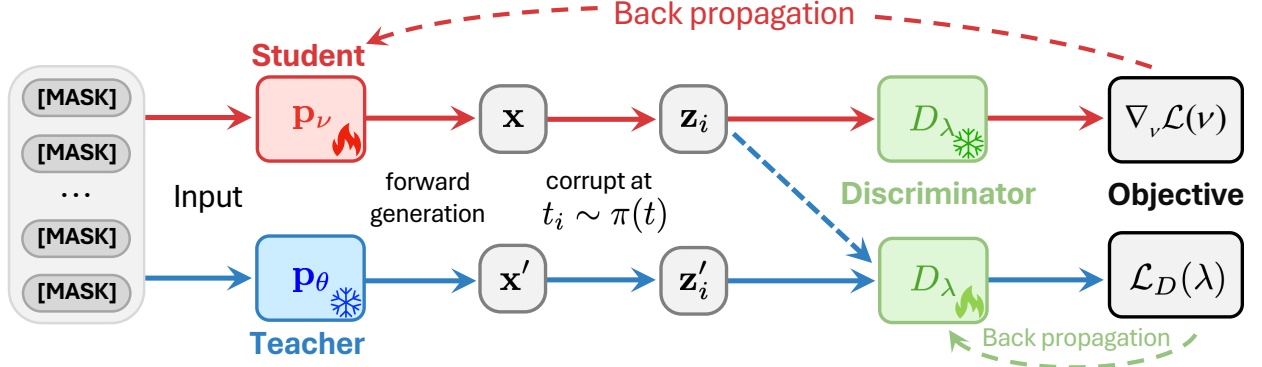 Back propagation
Student
[MASK]
[MASK]
...
[MASK]
[MASK]
Input
p_ν
x
z_i
D_λ
∇_ν ℒ(ν)
forward
generation
corrupt at
t_i ∼ π(t)
Discriminator
Objective
p_θ
x′
z′_i
D_λ
ℒ_D(λ)
Teacher
Back propagation